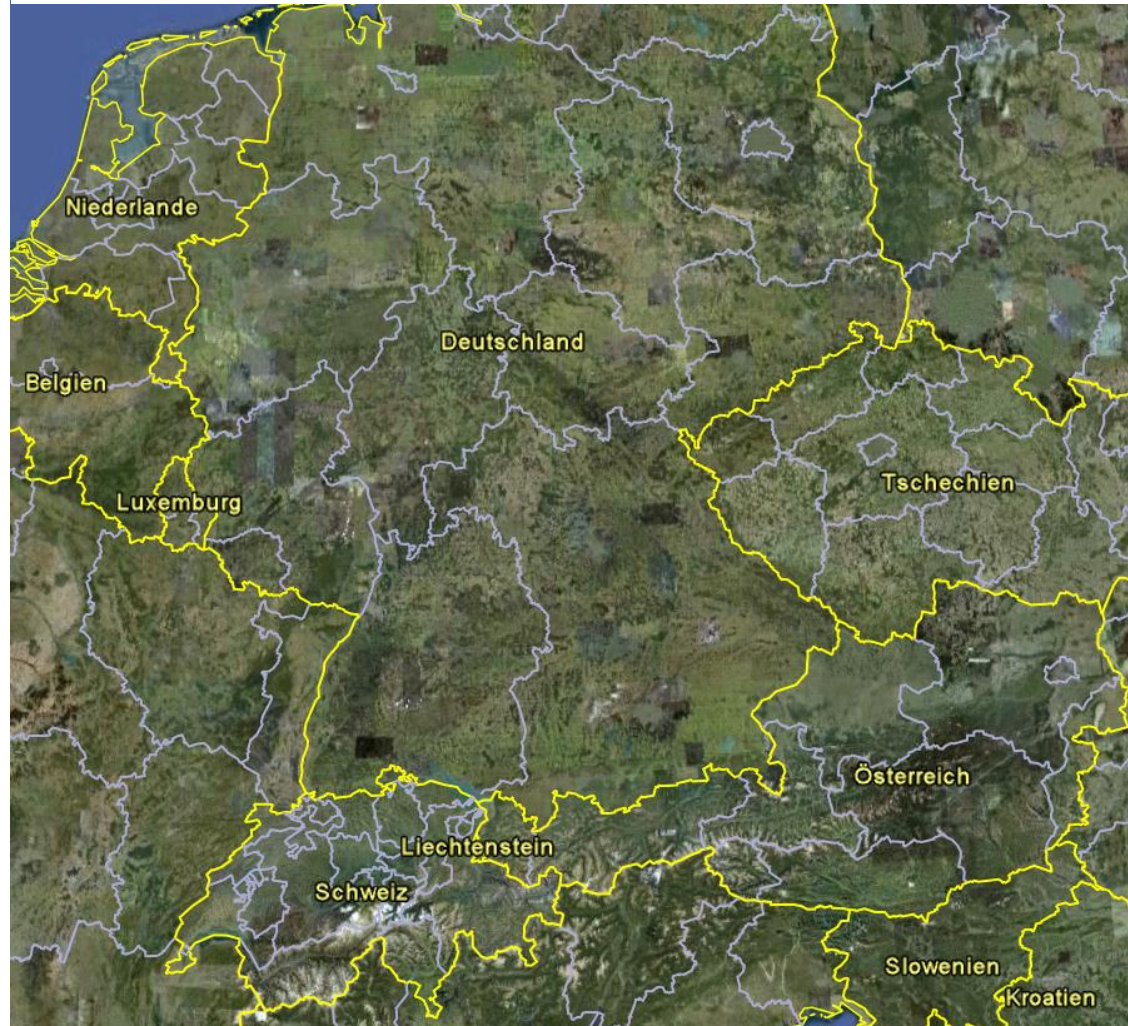 Niederlande
Deutschland
Belgien
Tschechien
Luxemburg
Österreich
Liechtenstein
Schweiz
Slowenien
Kroatien